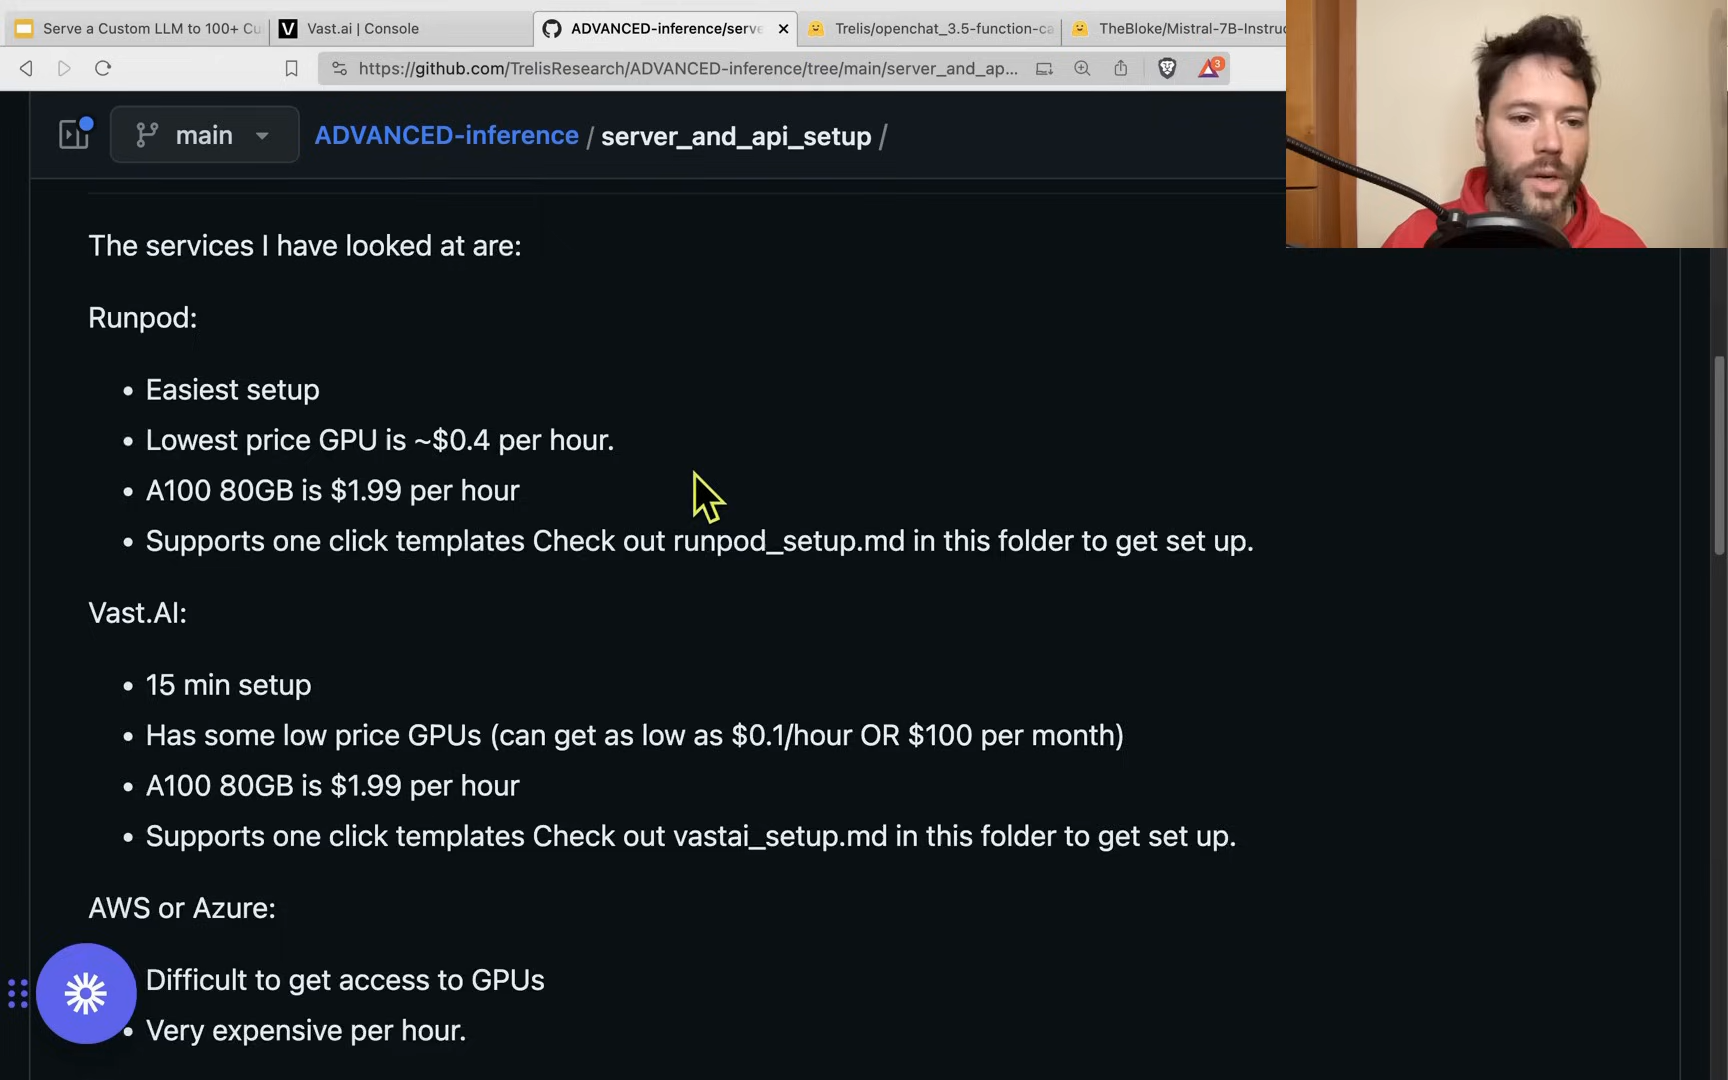 Serve a Custom LLM to 100+ Cu
Vast.ai | Console
ADVANCED-inference/serve
Trelis/openchat_3.5-function-ca
TheBloke/Mistral-7B-Instruc
https://github.com/TrelisResearch/ADVANCED-inference/tree/main/server_and_ap...
3
main
ADVANCED-inference / server_and_api_setup /
The services I have looked at are:
Runpod:
• Easiest setup
• Lowest price GPU is ~$0.4 per hour.
• A100 80GB is $1.99 per hour
• Supports one click templates Check out runpod_setup.md in this folder to get set up.
Vast.AI:
• 15 min setup
• Has some low price GPUs (can get as low as $0.1/hour OR $100 per month)
• A100 80GB is $1.99 per hour
• Supports one click templates Check out vastai_setup.md in this folder to get set up.
AWS or Azure:
Difficult to get access to GPUs
• Very expensive per hour.